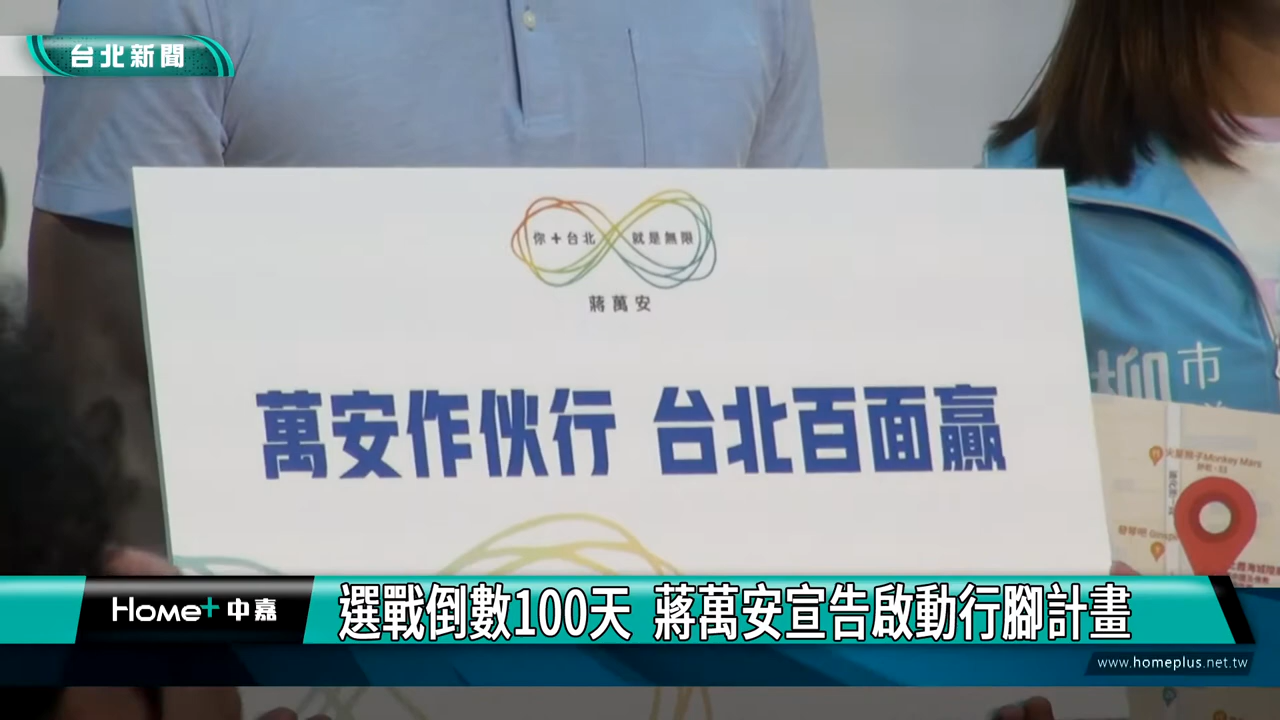 台北新聞
你+台北 就是無限
蔣萬安
萬安作伙行 台北百面贏
市
Monkey Mars
Home+中嘉
選戰倒數100天 蔣萬安宣告啟動行腳計畫
www.homeplus.net.tw